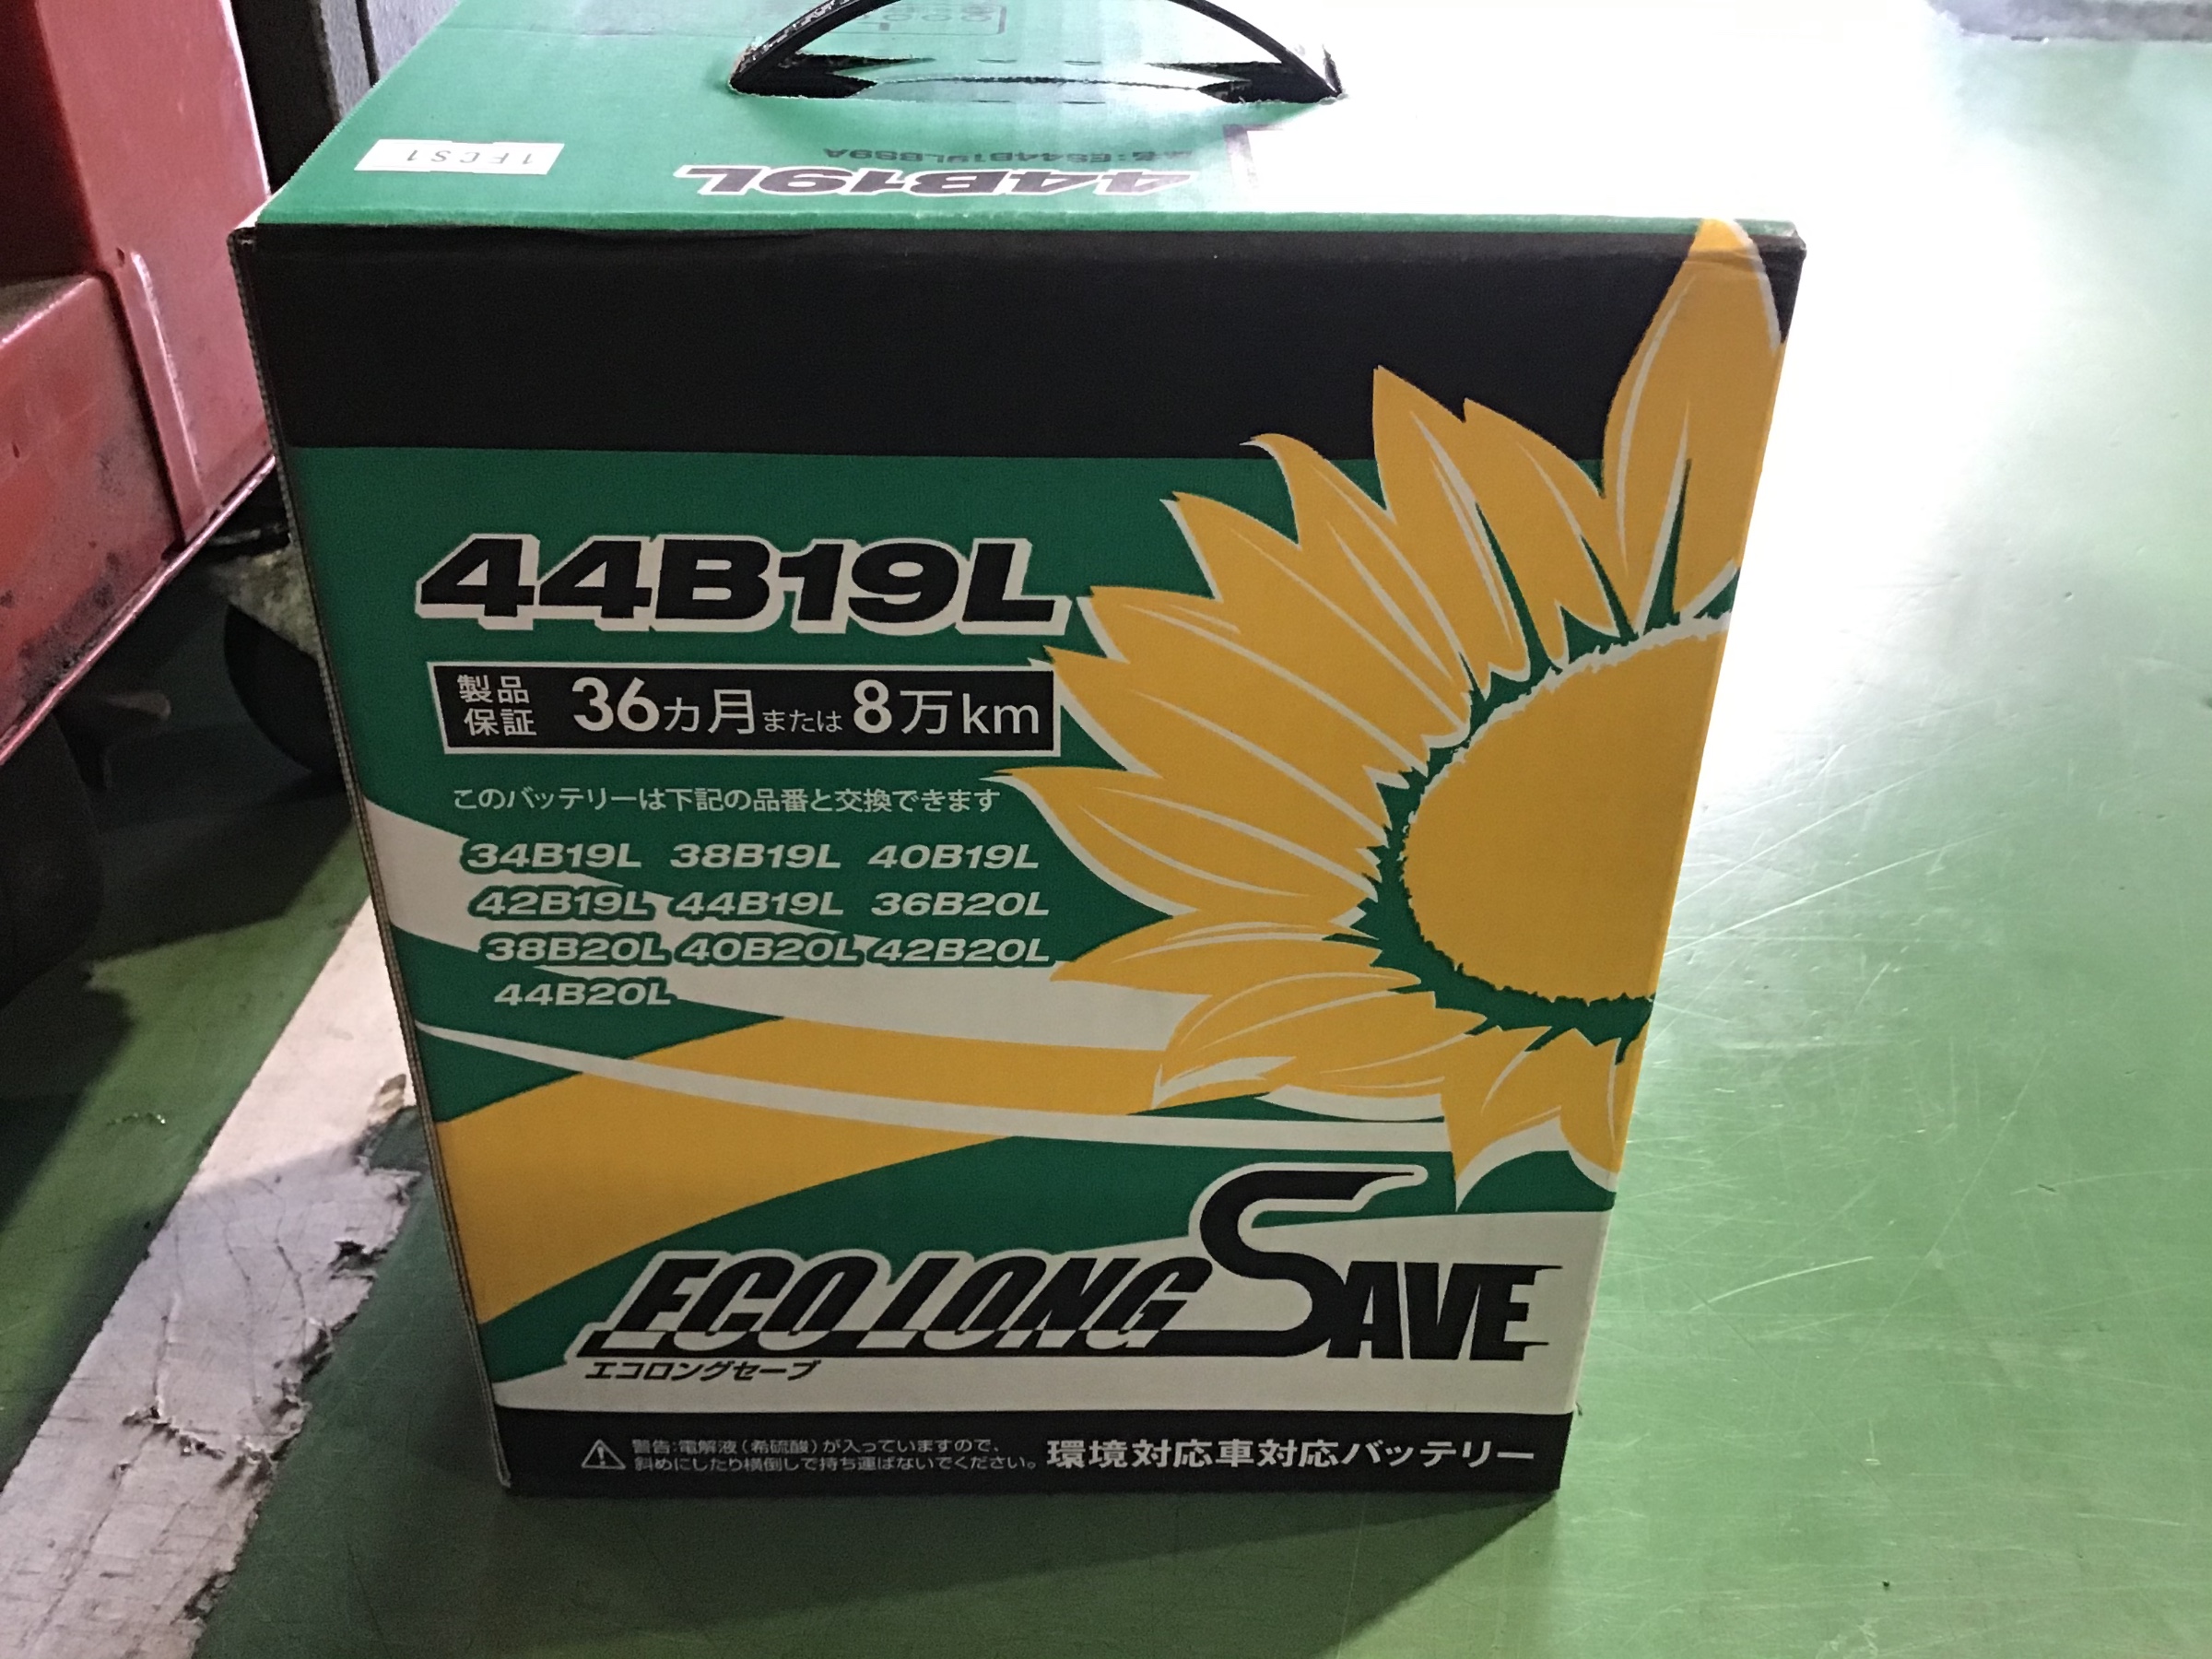 1FCS1
44B19L
44B19L
製品保証 36カ月または8万km
このバッテリーは下記の品番と交換できます
34B19L 38B19L 40B19L
42B19L 44B19L 36B20L
38B20L 40B20L 42B20L
44B20L
ECO LONG SAVE
エコロングセーブ
警告:電解液(希硫酸)が入っていますので、
斜めにしたり横倒しで持ち運ばないでください。
環境対応車対応バッテリー